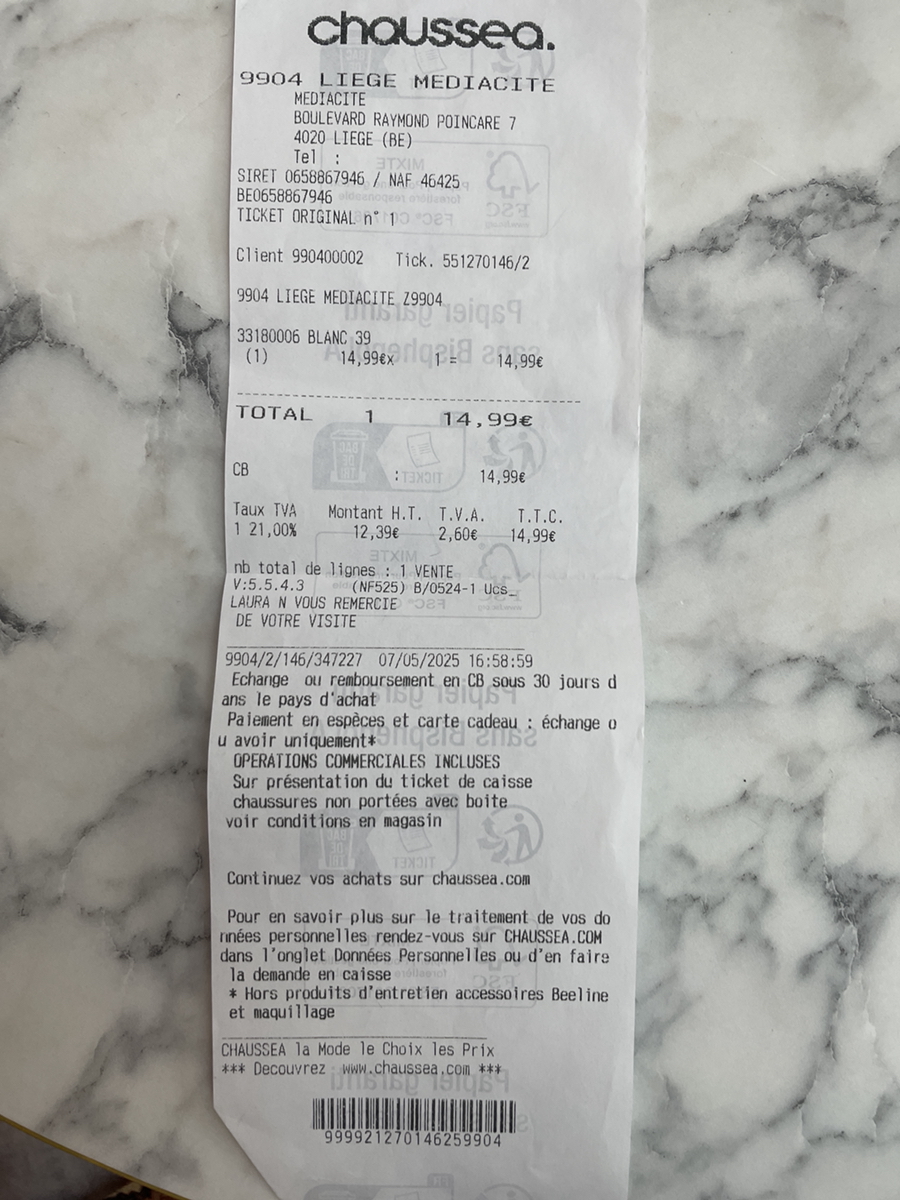 chaussea.
9904 LIEGE MEDIACITE
MEDIACITE
BOULEVARD RAYMOND POINCARE 7
4020 LIEGE (BE)
Tel :
SIRET 0658867946 / NAF 46425
BE0658867946
TICKET ORIGINAL n° 1
Client 990400002 Tick. 551270146/2
9904 LIEGE MEDIACITE Z9904
33180006 BLANC 39
(1) 14,99€x 1 = 14,99€
TOTAL 1 14,99€
CB : 14,99€
Taux TVA Montant H.T. T.V.A. T.T.C.
1 21,00% 12,39€ 2,60€ 14,99€
nb total de lignes : 1 VENTE
V:5.5.4.3 (NF525) B/0524-1 Ucs_
LAURA N VOUS REMERCIE
DE VOTRE VISITE
9904/2/146/347227 07/05/2025 16:58:59
Echange ou remboursement en CB sous 30 jours d
ans le pays d'achat
Paiement en espèces et carte cadeau : échange o
u avoir uniquement*
OPERATIONS COMMERCIALES INCLUSES
Sur présentation du ticket de caisse
chaussures non portées avec boite
voir conditions en magasin
Continuez vos achats sur chaussea.com
Pour en savoir plus sur le traitement de vos do
nnées personnelles rendez-vous sur CHAUSSEA.COM
dans l'onglet Données Personnelles ou d'en faire
la demande en caisse
* Hors produits d'entretien accessoires Beeline
et maquillage
CHAUSSEA la Mode le Choix les Prix
*** Decouvrez www.chaussea.com ***
999921270146259904